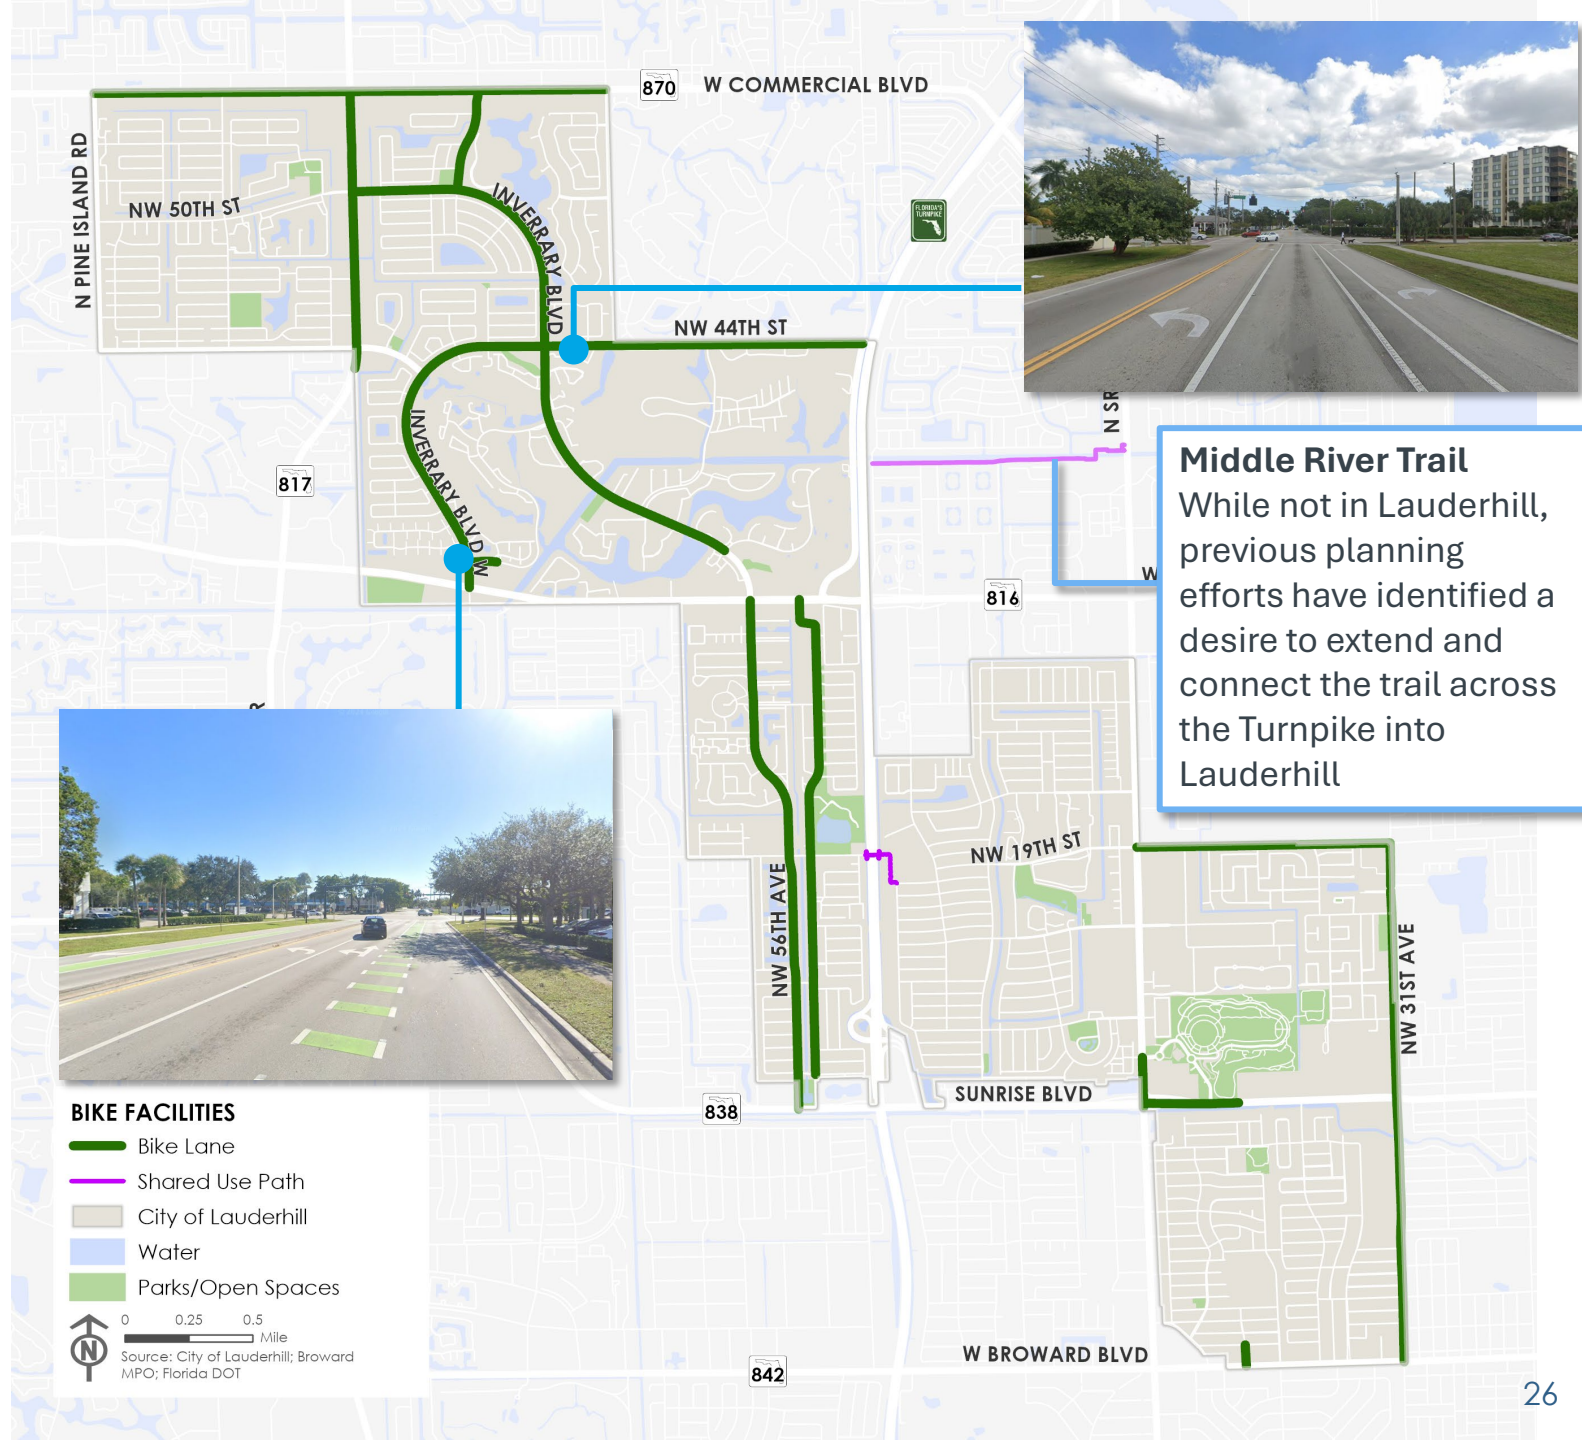 870
W COMMERCIAL BLVD
N PINE ISLAND RD
NW 50TH ST
INVERRARY BLVD
FLORIDA'S
TURNPIKE
NW 44TH ST
N SR
INVERRARY BLVD W
817
Middle River Trail
While not in Lauderhill,
previous planning
efforts have identified a
desire to extend and
connect the trail across
the Turnpike into
Lauderhill
W
816
R
NW 19TH ST
NW 56TH AVE
NW 31ST AVE
SUNRISE BLVD
838
BIKE FACILITIES
Bike Lane
Shared Use Path
City of Lauderhill
Water
Parks/Open Spaces
0 0.25 0.5
Mile
N
Source: City of Lauderhill; Broward
MPO; Florida DOT
W BROWARD BLVD
842
26